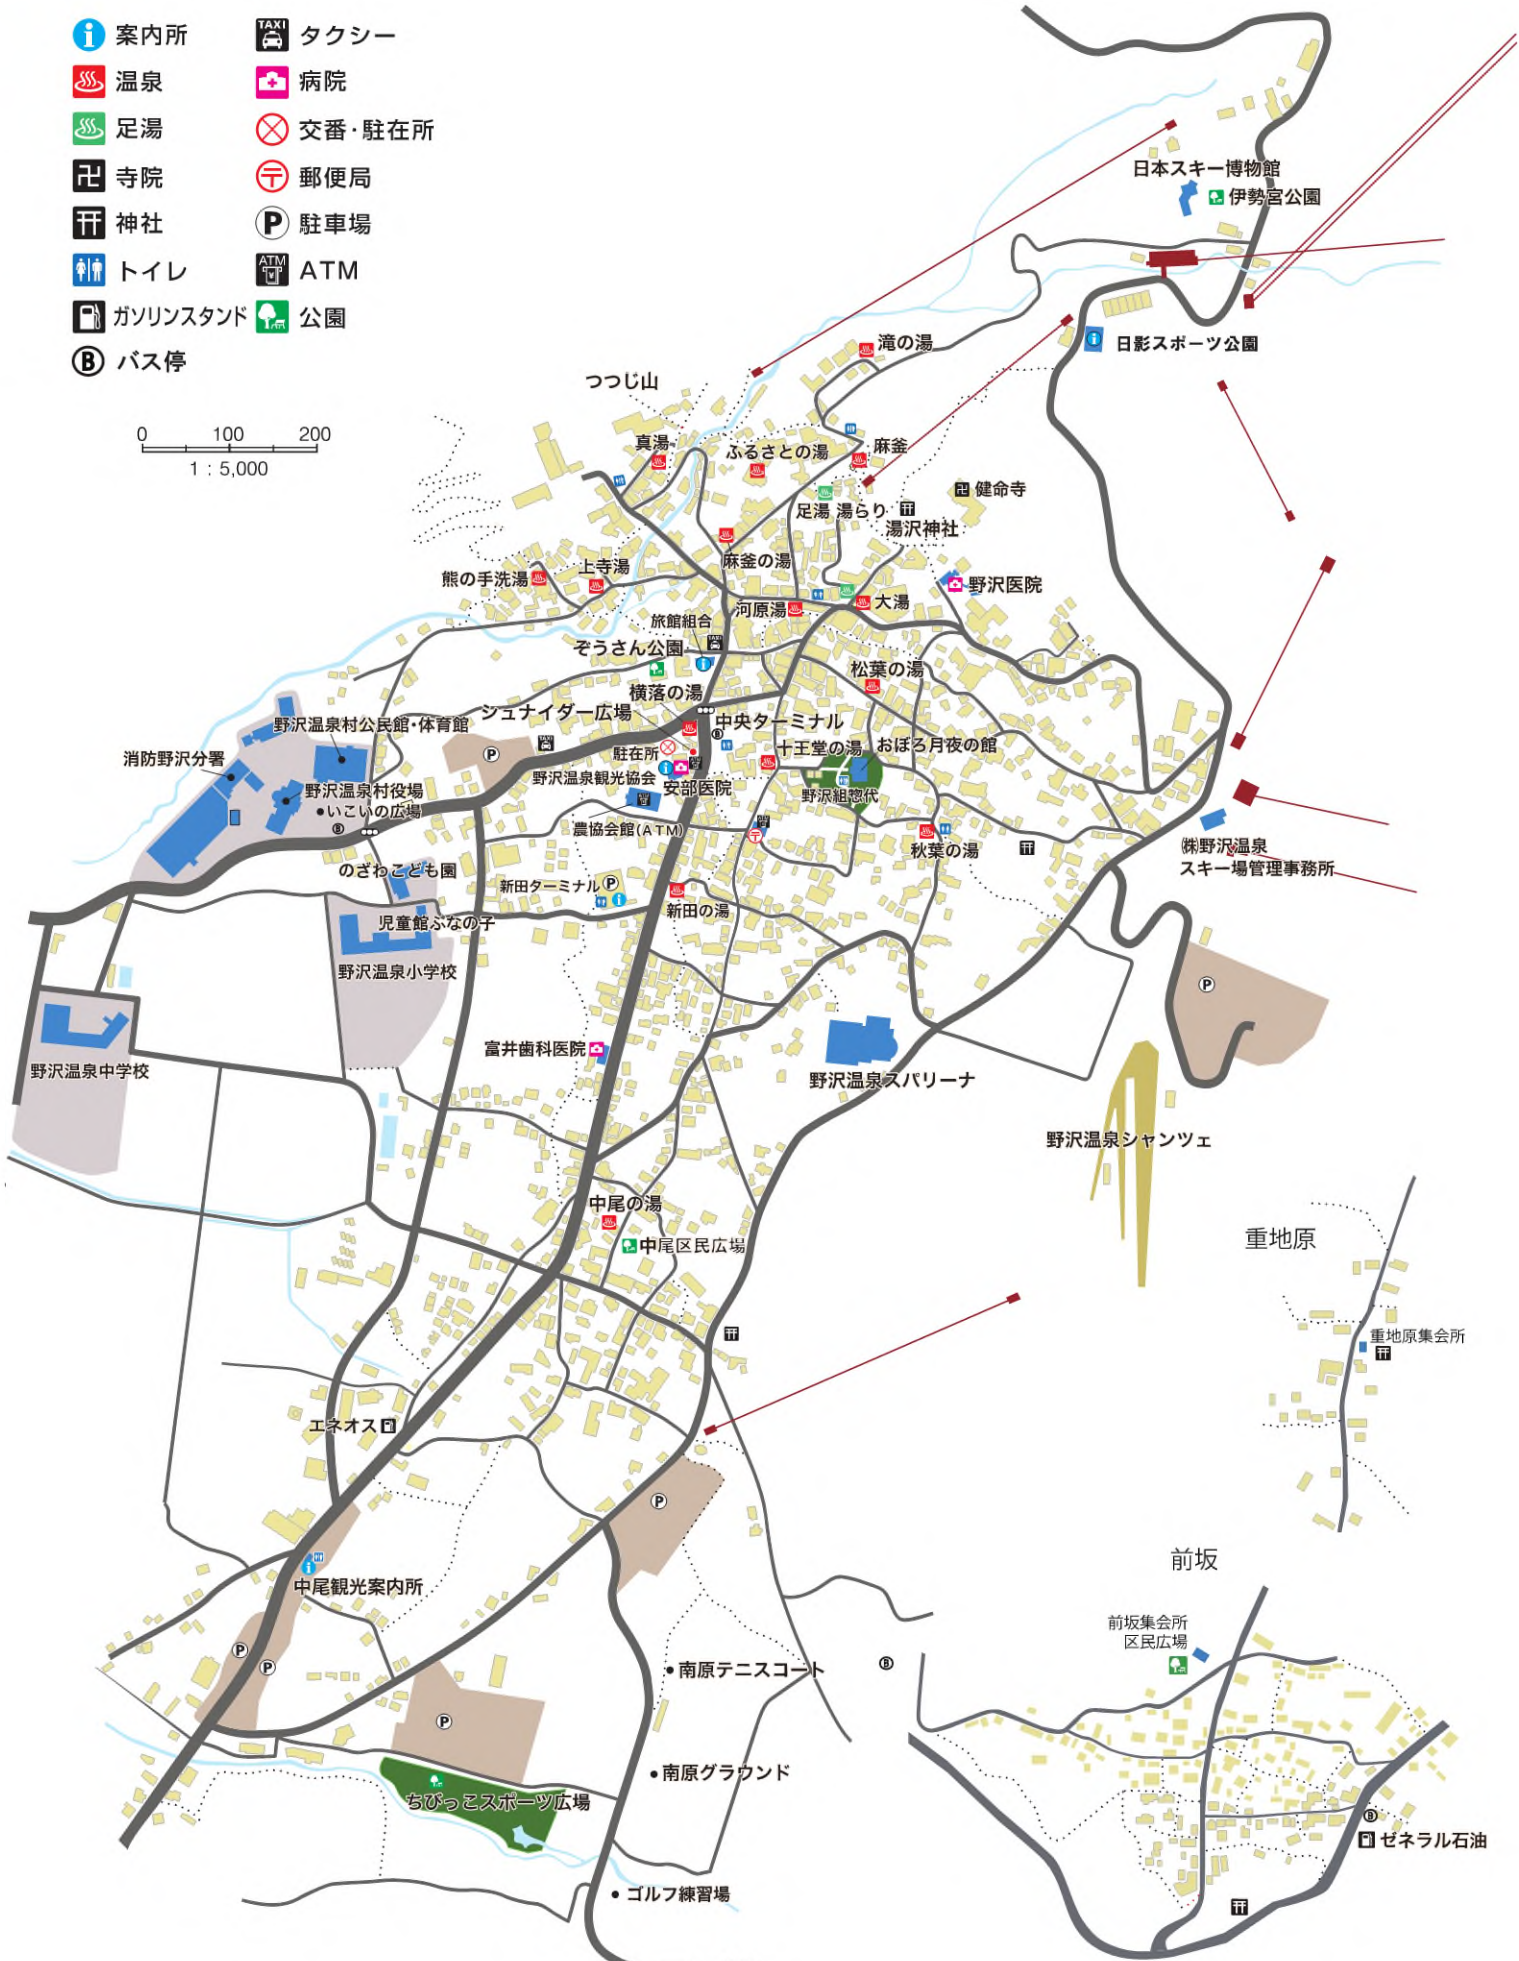 案内所
タクシー
温泉
病院
足湯
交番・駐在所
寺院
郵便局
神社
P 駐車場
トイレ
ATM
ガソリンスタンド
公園
B バス停
0 100 200
1 : 5,000
日本スキー博物館
伊勢宮公園
日影スポーツ公園
滝の湯
つつじ山
真湯
ふるさとの湯
麻釜
足湯 湯らり
健命寺
湯沢神社
麻釜の湯
熊の手洗湯
上寺湯
野沢医院
河原湯
大湯
旅館組合
ぞうさん公園
松葉の湯
横落の湯
シュナイダー広場
中央ターミナル
野沢温泉村公民館・体育館
駐在所
十王堂の湯
おぼろ月夜の館
消防野沢分署
野沢温泉観光協会
安部医院
野沢組惣代
野沢温泉村役場
いこいの広場
農協会館(ATM)
秋葉の湯
㈱野沢温泉
スキー場管理事務所
のざわこども園
新田ターミナル
新田の湯
児童館ふなの子
野沢温泉小学校
野沢温泉中学校
富井歯科医院
野沢温泉スパリーナ
野沢温泉シャンツェ
中尾の湯
中尾区民広場
重地原
重地原集会所
エネオス
中尾観光案内所
前坂
前坂集会所
区民広場
南原テニスコート
南原グラウンド
ちびっこスポーツ広場
ゼネラル石油
ゴルフ練習場